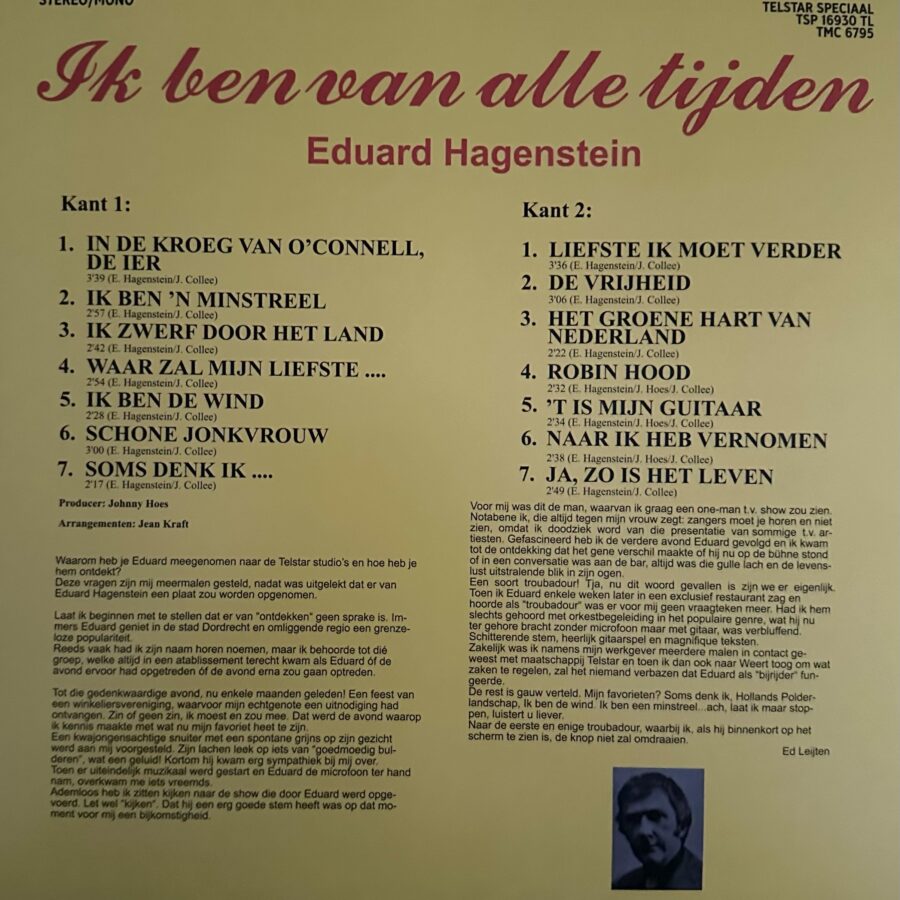 STEREO/MONO
TELSTAR SPECIAAL
TSP 16930 TL
TMC 6795
Ik ben van alle tijden
Eduard Hagenstein
Kant 1:
1. IN DE KROEG VAN O'CONNELL,
DE IER
3'39 (E. Hagenstein/J. Collee)
2. IK BEN 'N MINSTREEL
2'57 (E. Hagenstein/J. Collee)
3. IK ZWERF DOOR HET LAND
2'42 (E. Hagenstein/J. Collee)
4. WAAR ZAL MIJN LIEFSTE ....
2'54 (E. Hagenstein/J. Collee)
5. IK BEN DE WIND
2'28 (E. Hagenstein/J. Collee)
6. SCHONE JONKVROUW
3'00 (E. Hagenstein/J. Collee)
7. SOMS DENK IK ....
2'17 (E. Hagenstein/J. Collee)
Producer: Johnny Hoes
Arrangementen: Jean Kraft
Kant 2:
1. LIEFSTE IK MOET VERDER
3'36 (E. Hagenstein/J. Collee)
2. DE VRIJHEID
3'06 (E. Hagenstein/J. Collee)
3. HET GROENE HART VAN
NEDERLAND
2'22 (E. Hagenstein/J. Collee)
4. ROBIN HOOD
2'32 (E. Hagenstein/J. Hoes/J. Collee)
5. 'T IS MIJN GUITAAR
2'34 (E. Hagenstein/J. Hoes/J. Collee)
6. NAAR IK HEB VERNOMEN
2'38 (E. Hagenstein/J. Hoes/J. Collee)
7. JA, ZO IS HET LEVEN
2'49 (E. Hagenstein/J. Collee)
Waarom heb je Eduard meegenomen naar de Telstar studio's en hoe heb je
hem ontdekt?
Deze vragen zijn mij meermalen gesteld, nadat was uitgelekt dat er van
Eduard Hagenstein een plaat zou worden opgenomen.
Laat ik beginnen met te stellen dat er van "ontdekken" geen sprake is. Im-
mers Eduard geniet in de stad Dordrecht en omliggende regio een grenze-
loze populariteit.
Reeds vaak had ik zijn naam horen noemen, maar ik behoorde tot dié
groep, welke altijd in een atablissement terecht kwam als Eduard óf de
avond ervoor had opgetreden óf de avond erna zou gaan optreden.
Tot die gedenkwaardige avond, nu enkele maanden geleden! Een feest van
een winkeliersvereniging, waarvoor mijn echtgenote een uitnodiging had
ontvangen. Zin of geen zin, ik moest en zou mee. Dat werd de avond waarop
ik kennis maakte met wat nu mijn favoriet heet te zijn.
Een kwajongensachtige snuiter met een spontane grijns op zijn gezicht
werd aan mij voorgesteld. Zijn lachen leek op iets van "goedmoedig bul-
deren", wat een geluid! Kortom hij kwam erg sympathiek bij mij over.
Toen er uiteindelijk muzikaal werd gestart en Eduard de microfoon ter hand
nam, overkwam me iets vreemds.
Ademloos heb ik zitten kijken naar de show die door Eduard werd opge-
voerd. Let wel "kijken". Dat hij een erg goede stem heeft was op dat mo-
ment voor mij een bijkomstigheid.
Voor mij was dit de man, waarvan ik graag een one-man t.v. show zou zien.
Notabene ik, die altijd tegen mijn vrouw zegt: zangers moet je horen en niet
zien, omdat ik doodziek word van die presentatie van sommige t.v. ar-
tiesten. Gefascineerd heb ik de verdere avond Eduard gevolgd en ik kwam
tot de ontdekking dat het gene verschil maakte of hij nu op de bühne stond
of in een conversatie was aan de bar, altijd was die gulle lach en de levens-
lust uitstralende blik in zijn ogen.
Een soort troubadour! Tja, nu dit woord gevallen is zijn we er eigenlijk.
Toen ik Eduard enkele weken later in een exclusief restaurant zag en
hoorde als "troubadour" was er voor mij geen vraagteken meer. Had ik hem
slechts gehoord met orkestbegeleiding in het populaire genre, wat hij nu
ter gehore bracht zonder microfoon maar met gitaar, was verbluffend.
Schitterende stem, heerlijk gitaarspel en magnifique teksten.
Zakelijk was ik namens mijn werkgever meerdere malen in contact ge-
weest met maatschappij Telstar en toen ik dan ook naar Weert toog om wat
zaken te regelen, zal het niemand verbazen dat Eduard als "bijrijder" fun-
geerde.
De rest is gauw verteld. Mijn favorieten? Soms denk ik, Hollands Polder-
landschap, Ik ben de wind. Ik ben een minstreel...ach, laat ik maar stop-
pen, luistert u liever.
Naar de eerste en enige troubadour, waarbij ik, als hij binnenkort op het
scherm te zien is, de knop niet zal omdraaien.
Ed Leijten